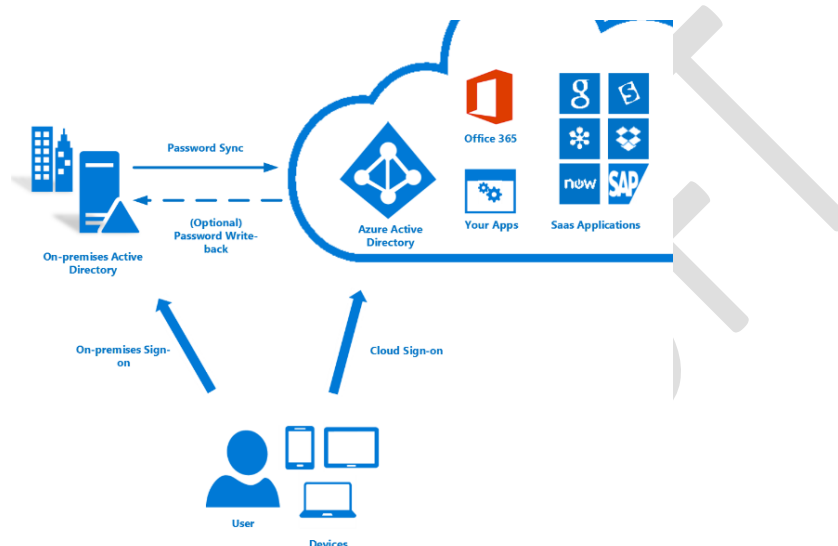 Office 365
Password Sync
(Optional)
Password Write-
back
Azure Active
Directory
Your Apps
Saas Applications
now
SAP
On-premises Active
Directory
On-premises Sign-
on
Cloud Sign-on
User
Devices